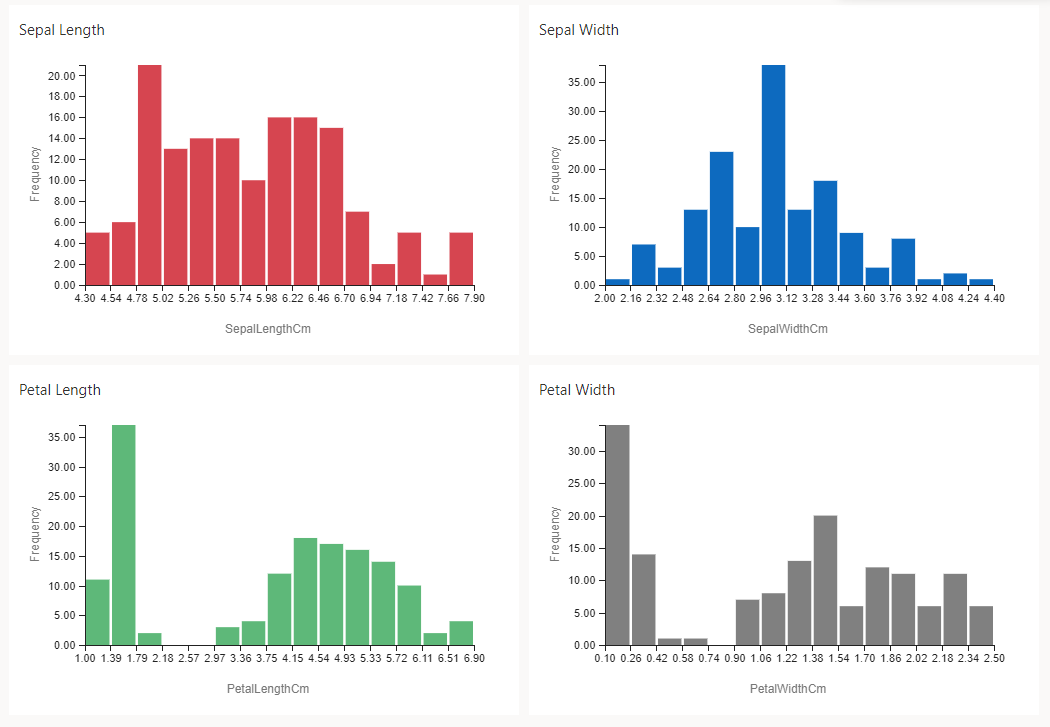 Sepal Length
20.00
18.00
16.00
14.00
12.00
10.00
8.00
6.00
4.00
2.00
0.00
Frequency
4.30 4.54 4.78 5.02 5.26 5.50 5.74 5.98 6.22 6.46 6.70 6.94 7.18 7.42 7.66 7.90
SepalLengthCm
Sepal Width
35.00
30.00
25.00
20.00
15.00
10.00
5.00
0.00
Frequency
2.00 2.16 2.32 2.48 2.64 2.80 2.96 3.12 3.28 3.44 3.60 3.76 3.92 4.08 4.24 4.40
SepalWidthCm
Petal Length
35.00
30.00
25.00
20.00
15.00
10.00
5.00
0.00
Frequency
1.00 1.39 1.79 2.18 2.57 2.97 3.36 3.75 4.15 4.54 4.93 5.33 5.72 6.11 6.51 6.90
PetalLengthCm
Petal Width
30.00
25.00
20.00
15.00
10.00
5.00
0.00
Frequency
0.10 0.26 0.42 0.58 0.74 0.90 1.06 1.22 1.38 1.54 1.70 1.86 2.02 2.18 2.34 2.50
PetalWidthCm